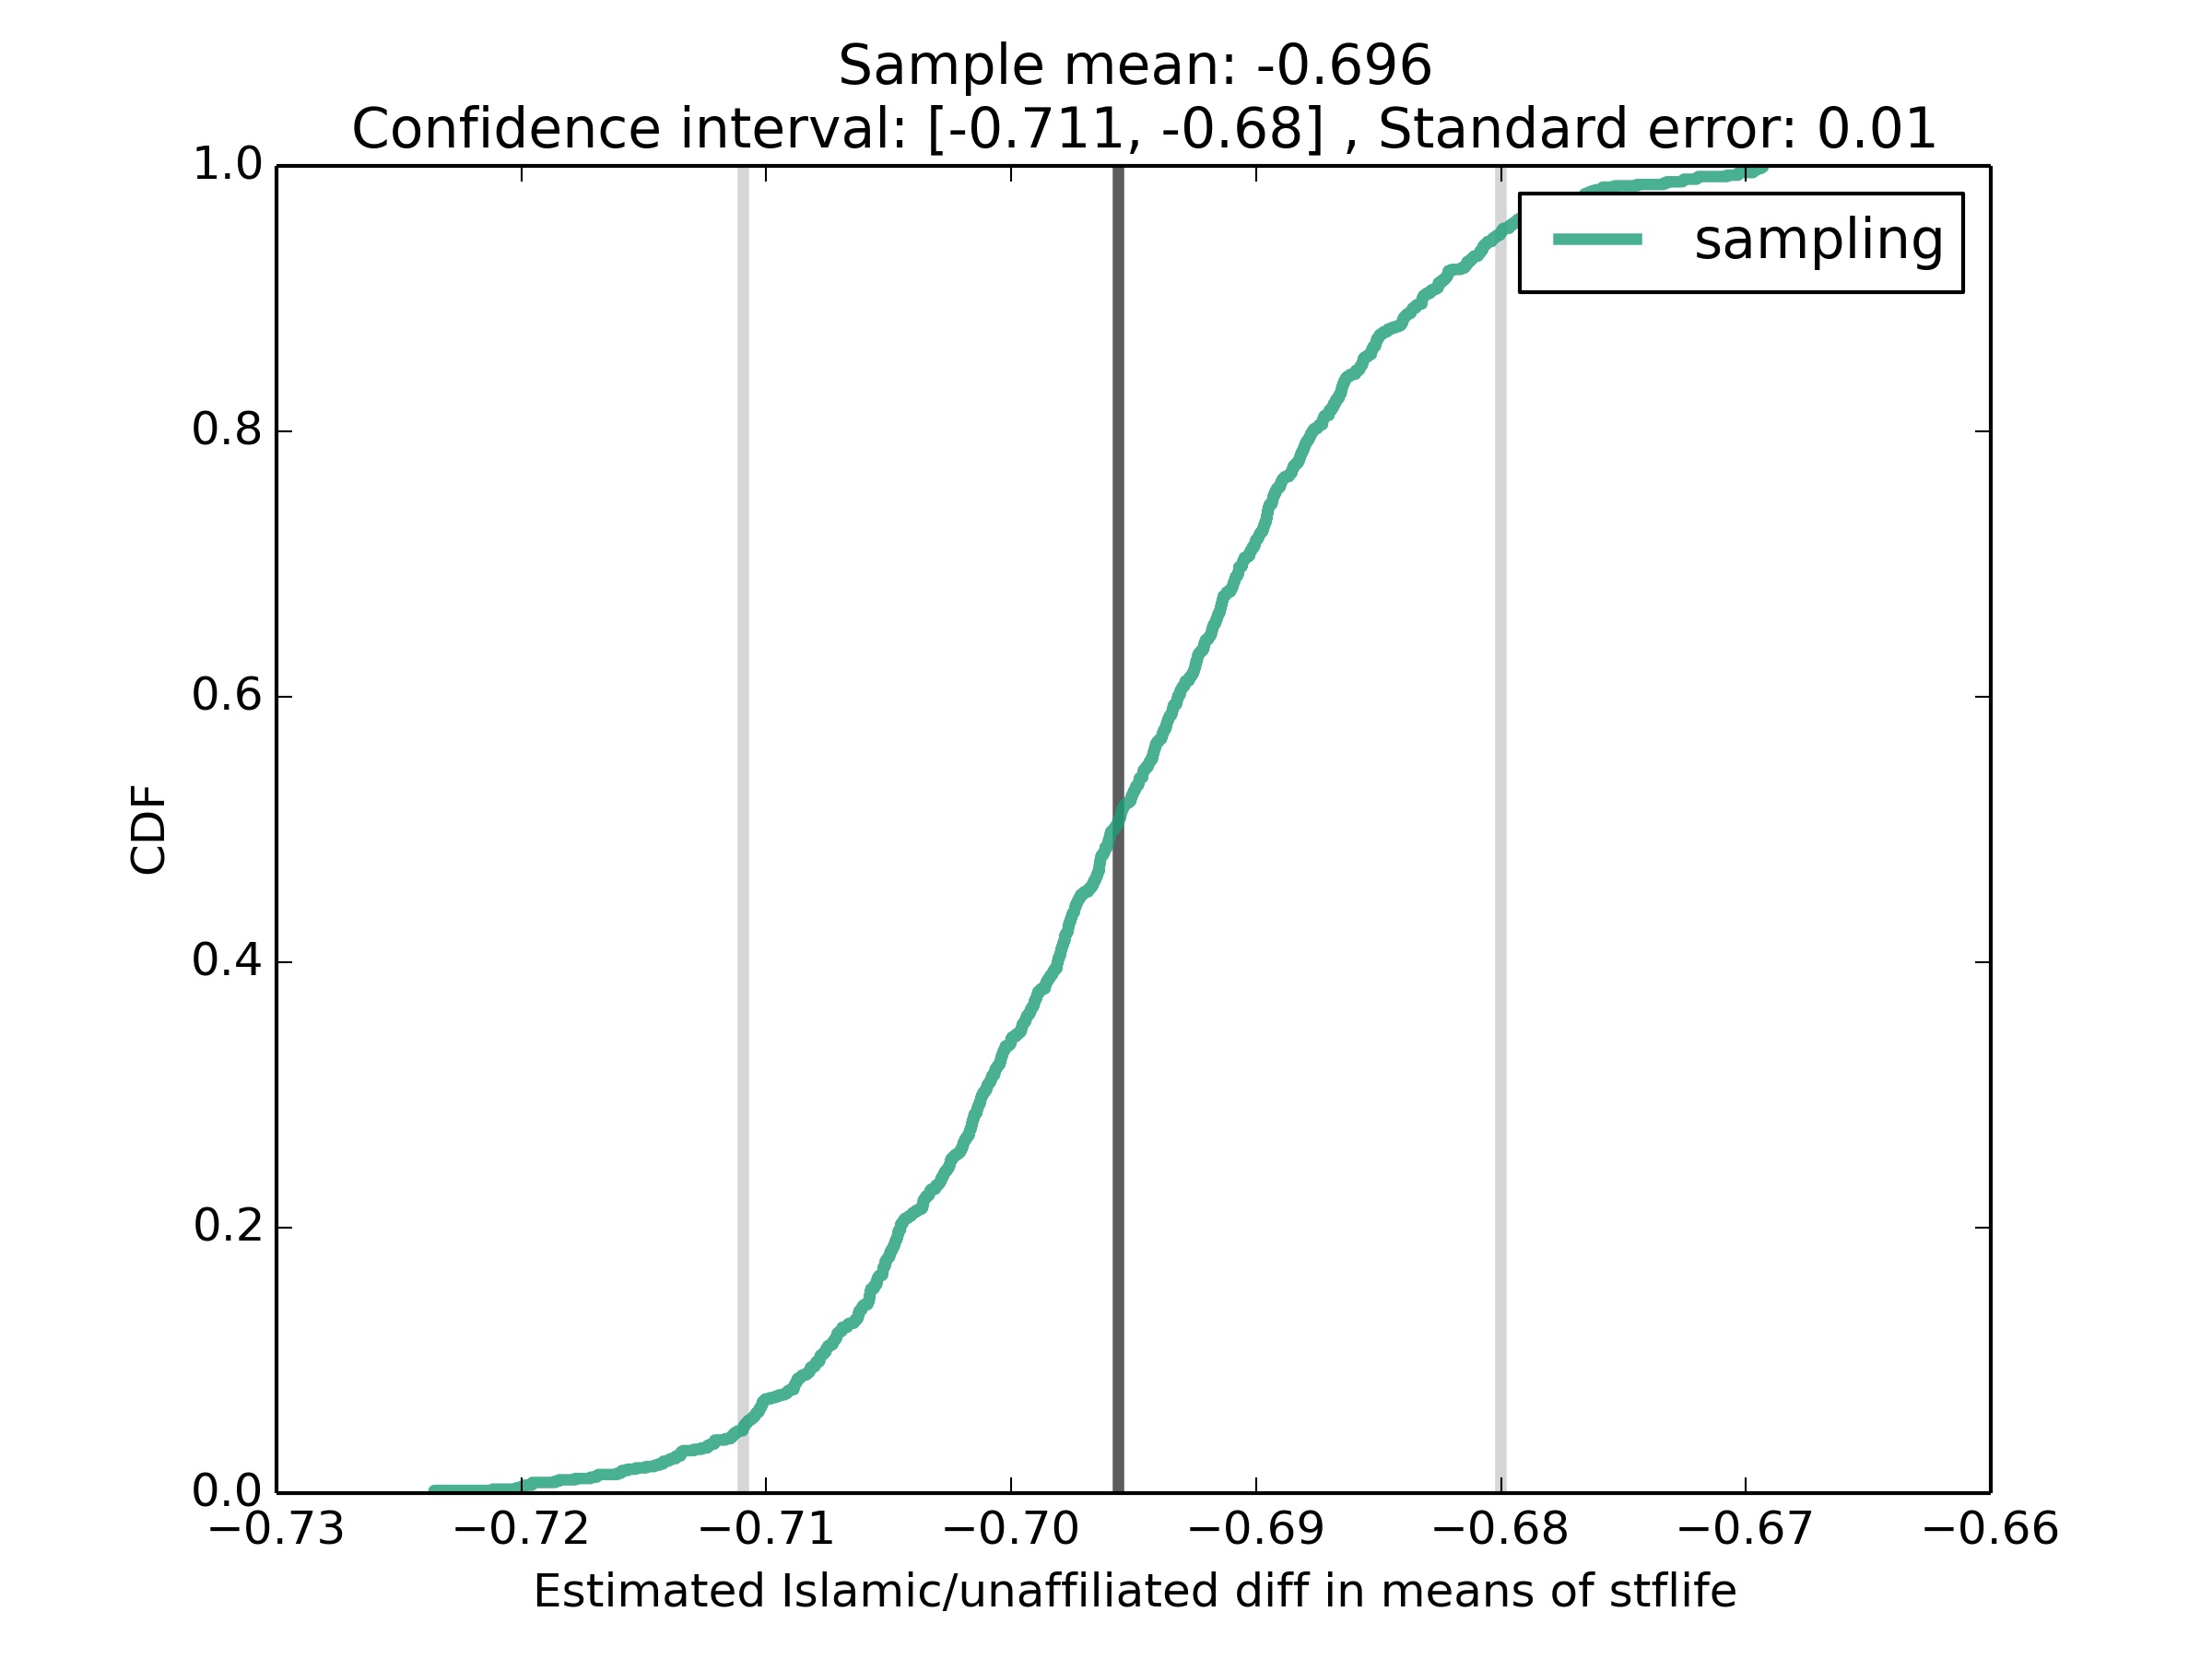 Sample mean: -0.696
Confidence interval: [-0.711, -0.68] , Standard error: 0.01
sampling
1.0
0.8
0.6
0.4
0.2
0.0
CDF
−0.73 −0.72 −0.71 −0.70 −0.69 −0.68 −0.67 −0.66
Estimated Islamic/unaffiliated diff in means of stflife